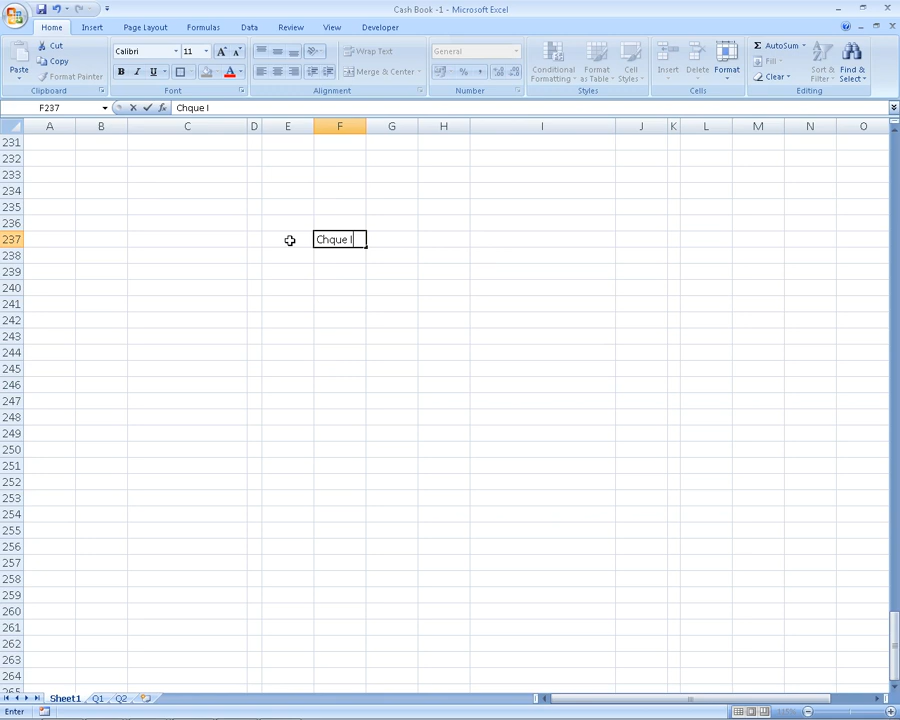 Cash Book -1 - Microsoft Excel
Home Insert Page Layout Formulas Data Review View Developer
Paste
Cut
Copy
Format Painter
Calibri 11
B I U
Wrap Text
Merge & Center
General
Conditional Formatting
Format as Table
Cell Styles
Insert Delete Format
Σ AutoSum
Fill
Clear
Sort & Filter
Find & Select
Clipboard Font Alignment Number Styles Cells Editing
F237 fx Chque I
A B C D E F G H I J K L M N O
231
232
233
234
235
236
237 Chque I
238
239
240
241
242
243
244
245
246
247
248
249
250
251
252
253
254
255
256
257
258
259
260
261
262
263
264
265
Sheet1 Q1 Q2
Enter 115%